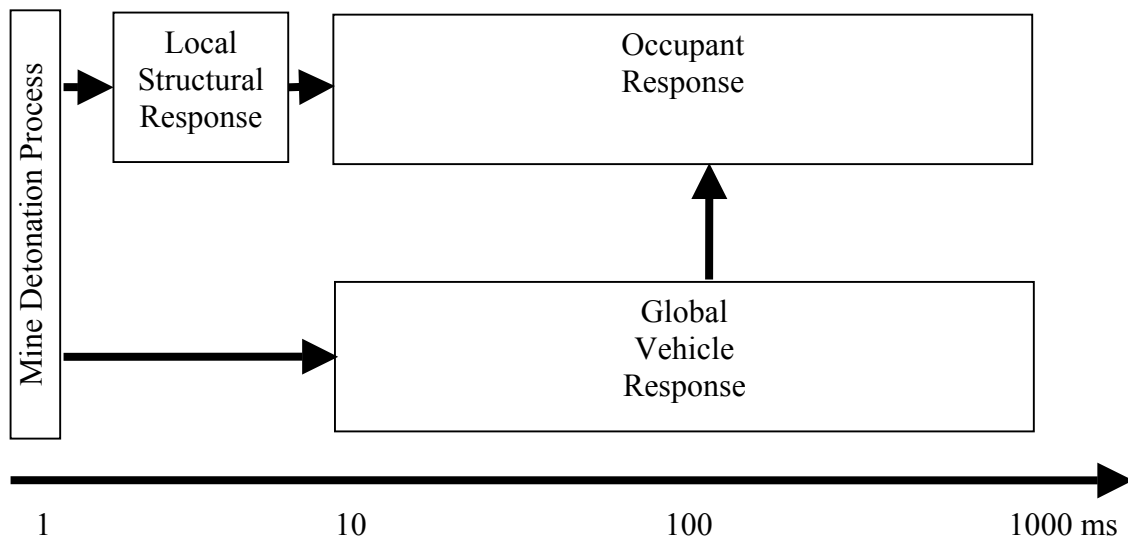 Mine Detonation Process
Local
Structural
Response
Occupant
Response
Global
Vehicle
Response
1 10 100 1000 ms